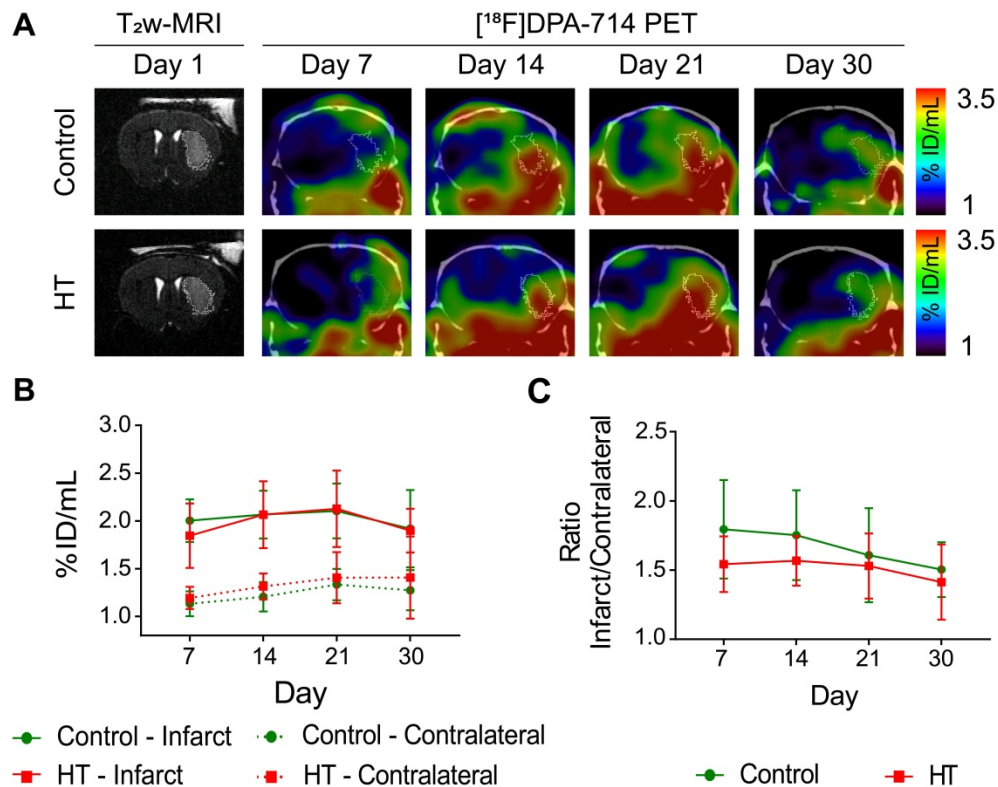 A
T₂w-MRI
[¹⁸F]DPA-714 PET
Day 1
Day 7
Day 14
Day 21
Day 30
Control
3.5
% ID/mL
1
HT
3.5
% ID/mL
1
B
%ID/mL
3.0
2.5
2.0
1.5
1.0
7
14
21
30
Day
Control - Infarct
Control - Contralateral
HT - Infarct
HT - Contralateral
C
Ratio
Infarct/Contralateral
2.5
2.0
1.5
1.0
7
14
21
30
Day
Control
HT